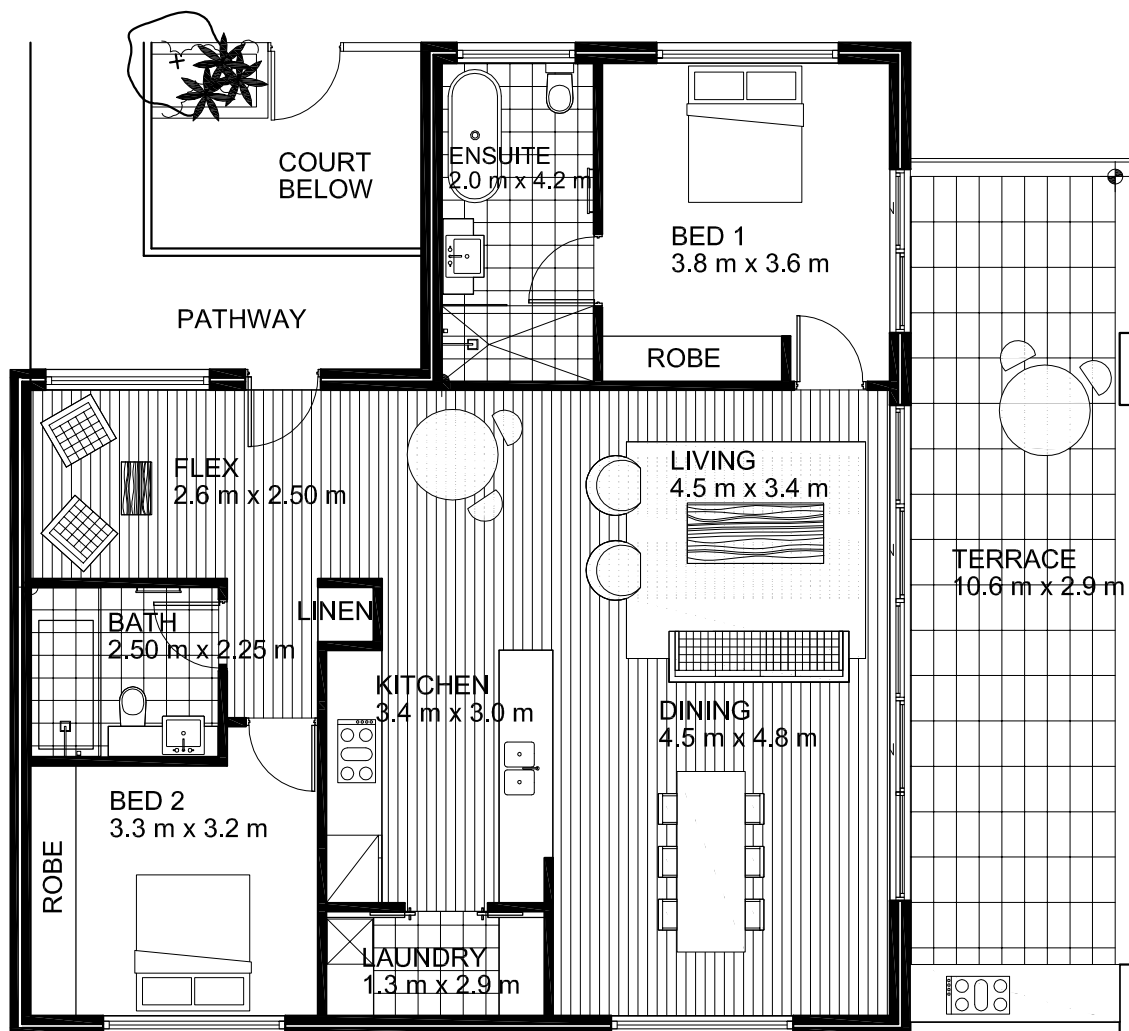 COURT
BELOW
ENSUITE
2.0 m x 4.2 m
BED 1
3.8 m x 3.6 m
PATHWAY
ROBE
FLEX
2.6 m x 2.50 m
LIVING
4.5 m x 3.4 m
TERRACE
10.6 m x 2.9 m
LINEN
BATH
2.50 m x 2.25 m
KITCHEN
3.4 m x 3.0 m
DINING
4.5 m x 4.8 m
BED 2
3.3 m x 3.2 m
ROBE
LAUNDRY
1.3 m x 2.9 m